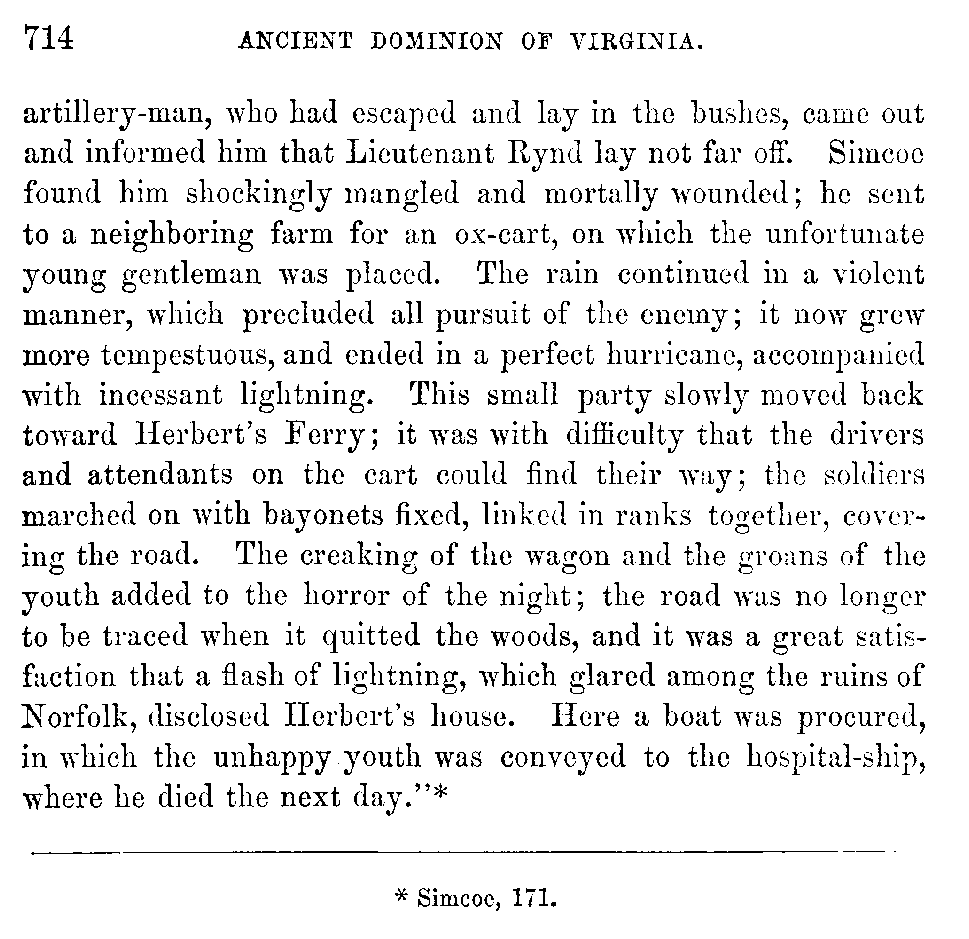 714 ANCIENT DOMINION OF VIRGINIA.
artillery-man, who had escaped and lay in the bushes, came out
and informed him that Lieutenant Rynd lay not far off. Simcoe
found him shockingly mangled and mortally wounded; he sent
to a neighboring farm for an ox-cart, on which the unfortunate
young gentleman was placed. The rain continued in a violent
manner, which precluded all pursuit of the enemy; it now grew
more tempestuous, and ended in a perfect hurricane, accompanied
with incessant lightning. This small party slowly moved back
toward Herbert's Ferry; it was with difficulty that the drivers
and attendants on the cart could find their way; the soldiers
marched on with bayonets fixed, linked in ranks together, cover-
ing the road. The creaking of the wagon and the groans of the
youth added to the horror of the night; the road was no longer
to be traced when it quitted the woods, and it was a great satis-
faction that a flash of lightning, which glared among the ruins of
Norfolk, disclosed Herbert's house. Here a boat was procured,
in which the unhappy youth was conveyed to the hospital-ship,
where he died the next day."*
* Simcoe, 171.